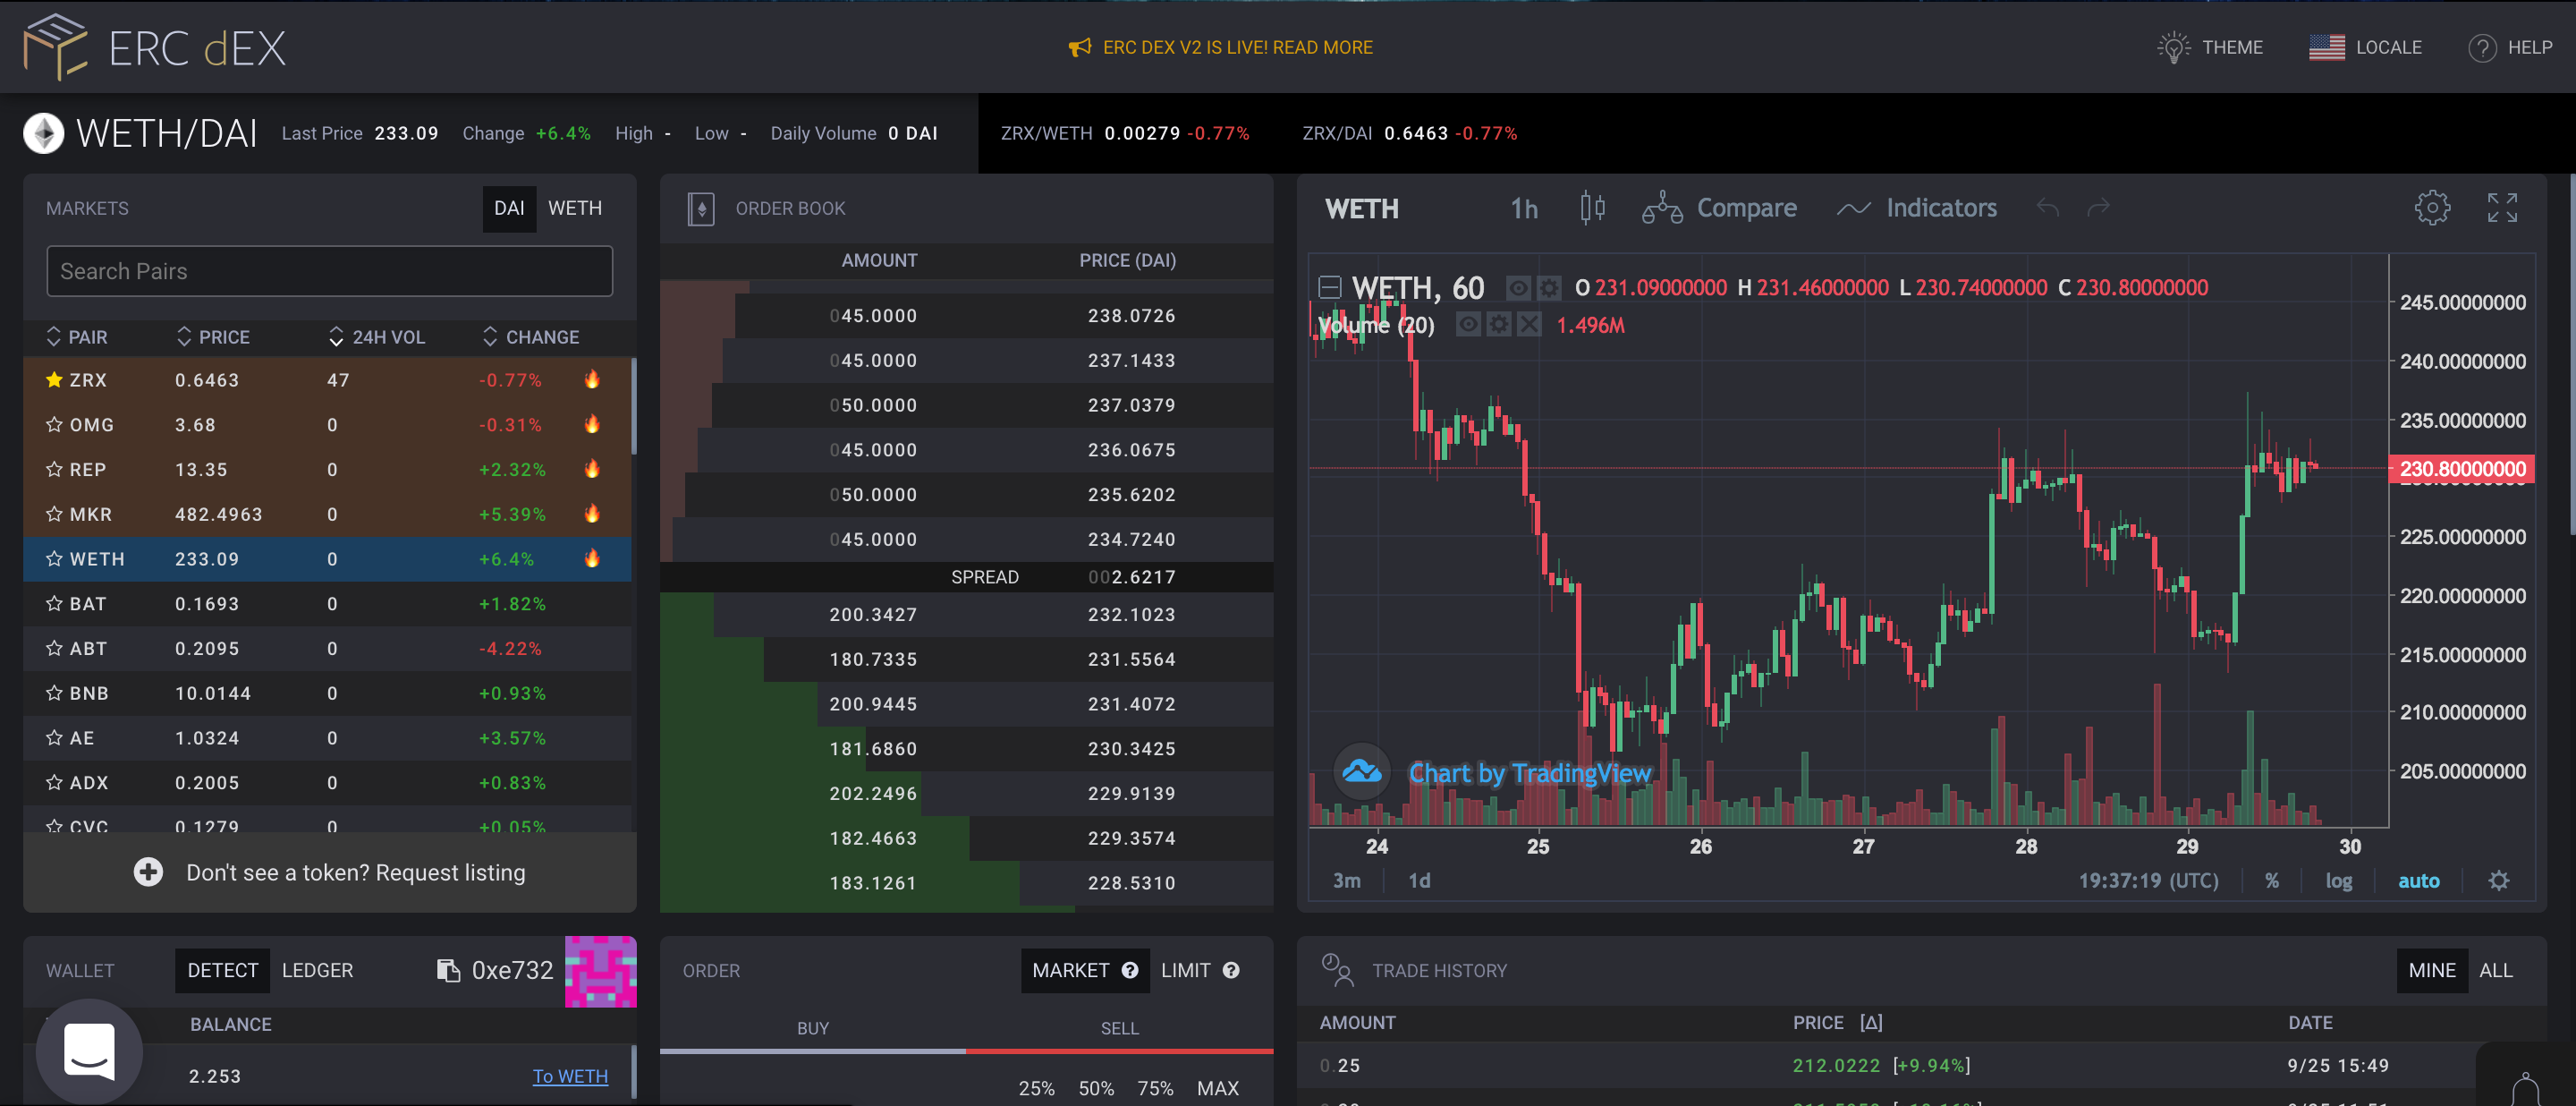 ERC dEX
ERC DEX V2 IS LIVE! READ MORE
THEME
LOCALE
? HELP
WETH/DAI Last Price 233.09 Change +6.4% High - Low - Daily Volume 0 DAI
ZRX/WETH 0.00279 -0.77% ZRX/DAI 0.6463 -0.77%
MARKETS DAI WETH
Search Pairs
PAIR PRICE 24H VOL CHANGE
ZRX 0.6463 47 -0.77%
OMG 3.68 0 -0.31%
REP 13.35 0 +2.32%
MKR 482.4963 0 +5.39%
WETH 233.09 0 +6.4%
BAT 0.1693 0 +1.82%
ABT 0.2095 0 -4.22%
BNB 10.0144 0 +0.93%
AE 1.0324 0 +3.57%
ADX 0.2005 0 +0.83%
CVC 0.1279 0 +0.05%
Don't see a token? Request listing
ORDER BOOK
AMOUNT PRICE (DAI)
045.0000 238.0726
045.0000 237.1433
050.0000 237.0379
045.0000 236.0675
050.0000 235.6202
045.0000 234.7240
SPREAD 002.6217
200.3427 232.1023
180.7335 231.5564
200.9445 231.4072
181.6860 230.3425
202.2496 229.9139
182.4663 229.3574
183.1261 228.5310
WETH 1h Compare Indicators
WETH, 60 O 231.09000000 H 231.46000000 L 230.74000000 C 230.80000000
Volume (20) 1.496M
245.00000000
240.00000000
235.00000000
230.80000000
225.00000000
220.00000000
215.00000000
210.00000000
205.00000000
Chart by TradingView
24 25 26 27 28 29 30
3m 1d 19:37:19 (UTC) % log auto
WALLET DETECT LEDGER 0xe732
BALANCE
2.253 To WETH
ORDER MARKET ? LIMIT ?
BUY SELL
25% 50% 75% MAX
TRADE HISTORY MINE ALL
AMOUNT PRICE [Δ] DATE
0.25 212.0222 [+9.94%] 9/25 15:49